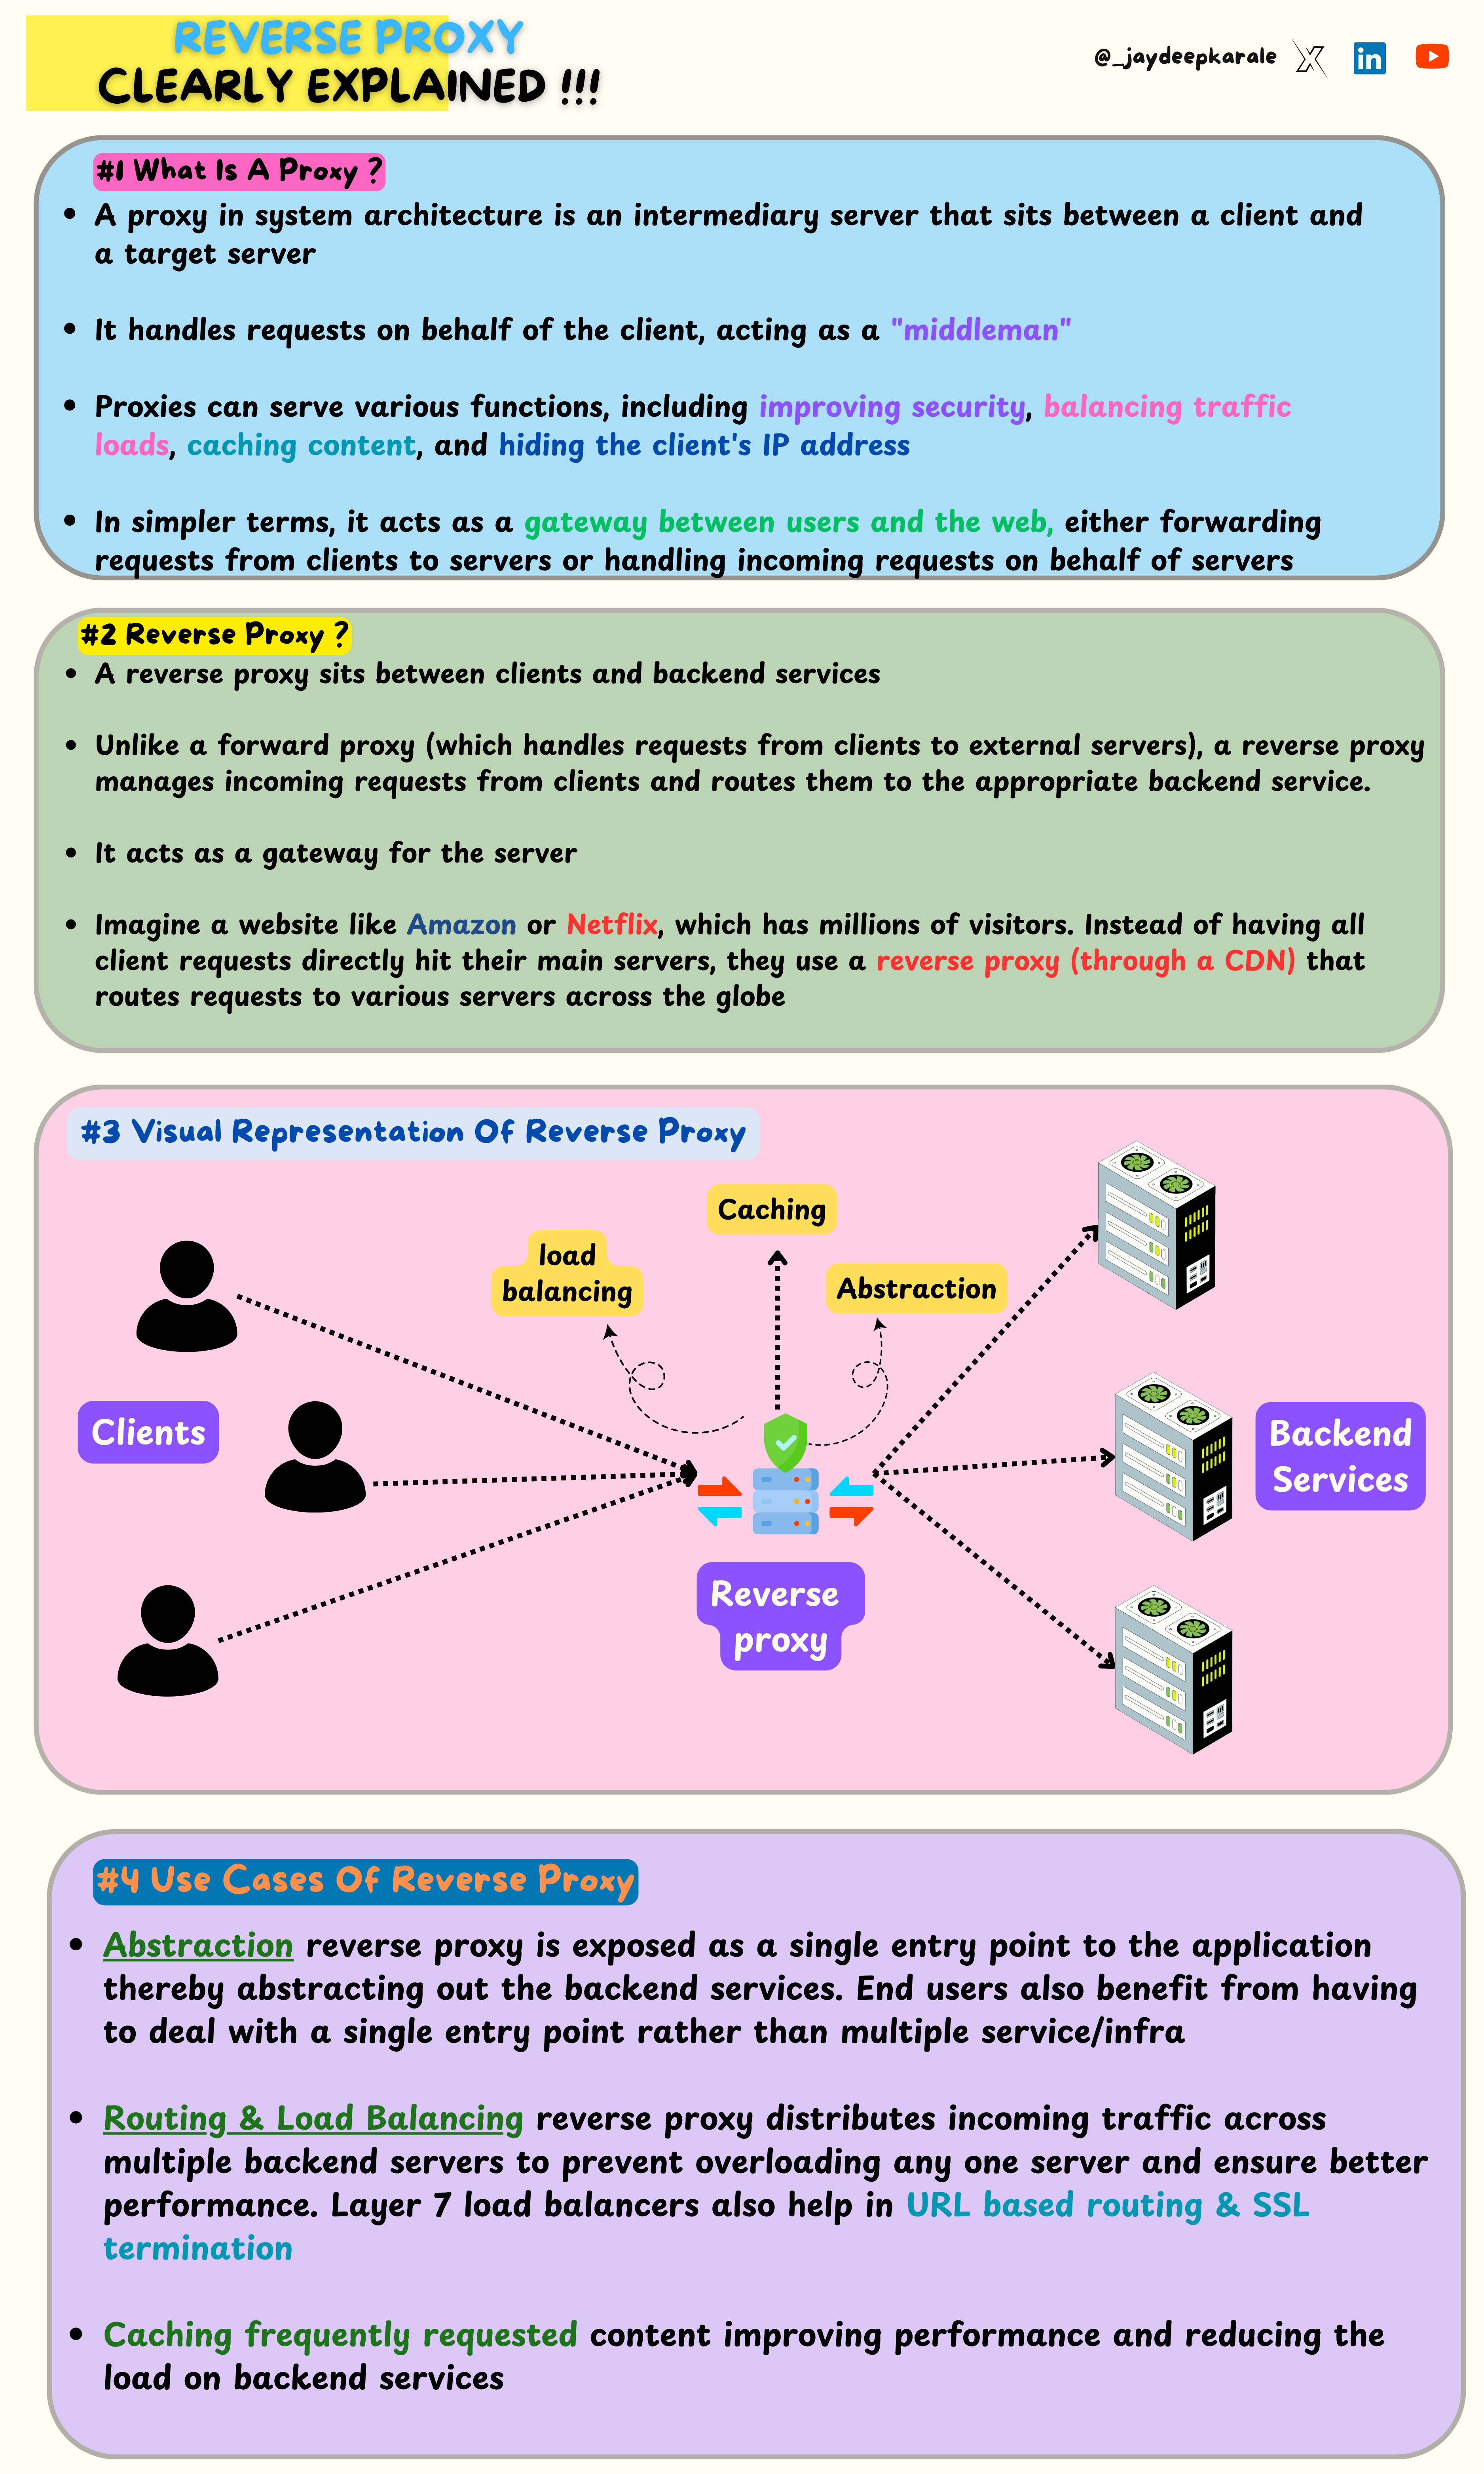 REVERSE PROXY
CLEARLY EXPLAINED !!!
@_jaydeepkarale
in
#1 What Is A Proxy ?
• A proxy in system architecture is an intermediary server that sits between a client and
a target server
• It handles requests on behalf of the client, acting as a "middleman"
• Proxies can serve various functions, including improving security, balancing traffic
loads, caching content, and hiding the client's IP address
• In simpler terms, it acts as a gateway between users and the web, either forwarding
requests from clients to servers or handling incoming requests on behalf of servers
#2 Reverse Proxy ?
• A reverse proxy sits between clients and backend services
• Unlike a forward proxy (which handles requests from clients to external servers), a reverse proxy
manages incoming requests from clients and routes them to the appropriate backend service.
• It acts as a gateway for the server
• Imagine a website like Amazon or Netflix, which has millions of visitors. Instead of having all
client requests directly hit their main servers, they use a reverse proxy (through a CDN) that
routes requests to various servers across the globe
#3 Visual Representation Of Reverse Proxy
Caching
load
balancing
Abstraction
Clients
Backend
Services
Reverse
proxy
#4 Use Cases Of Reverse Proxy
• Abstraction reverse proxy is exposed as a single entry point to the application
thereby abstracting out the backend services. End users also benefit from having
to deal with a single entry point rather than multiple service/infra
• Routing & Load Balancing reverse proxy distributes incoming traffic across
multiple backend servers to prevent overloading any one server and ensure better
performance. Layer 7 load balancers also help in URL based routing & SSL
termination
• Caching frequently requested content improving performance and reducing the
load on backend services